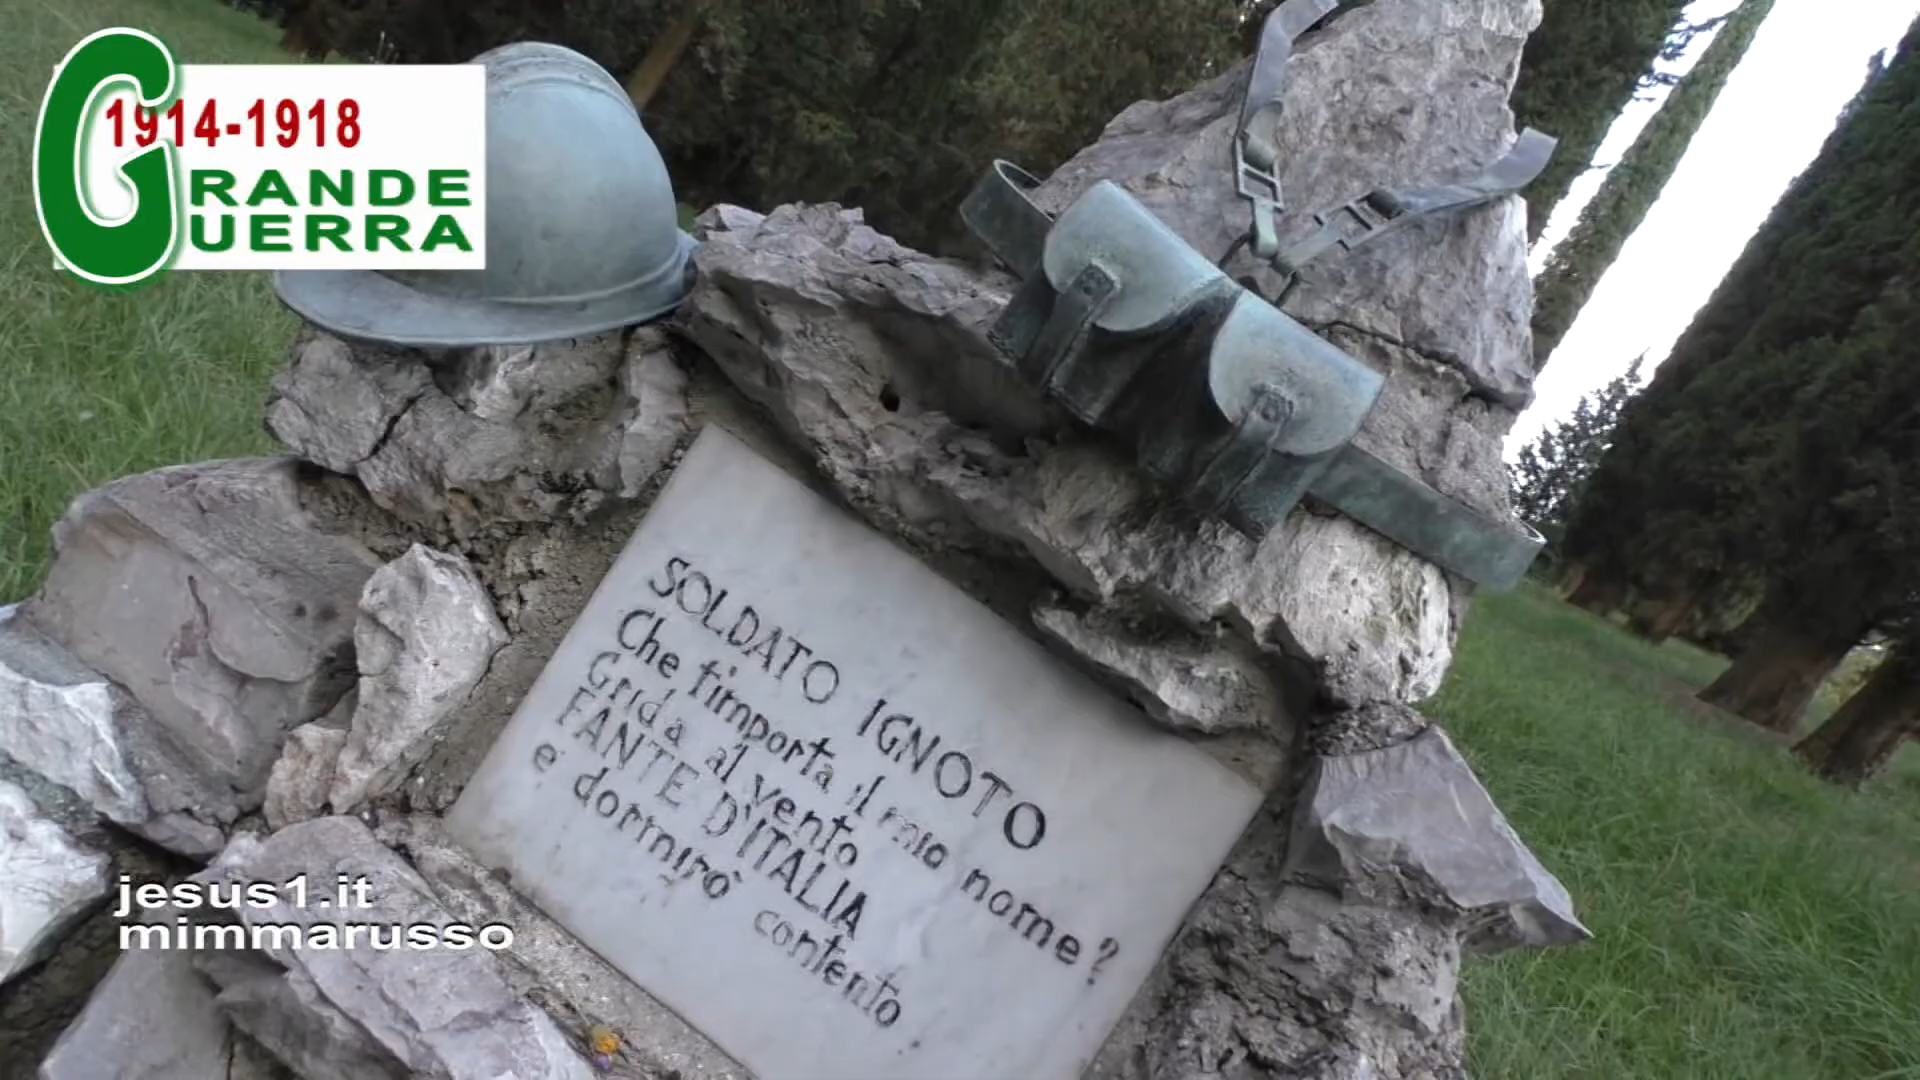 1914-1918
GRANDE
GUERRA
SOLDATO IGNOTO
Che t'importa il mio nome?
Grida al vento
FANTE D'ITALIA
e dormirò contento
jesus1.it
mimmarusso